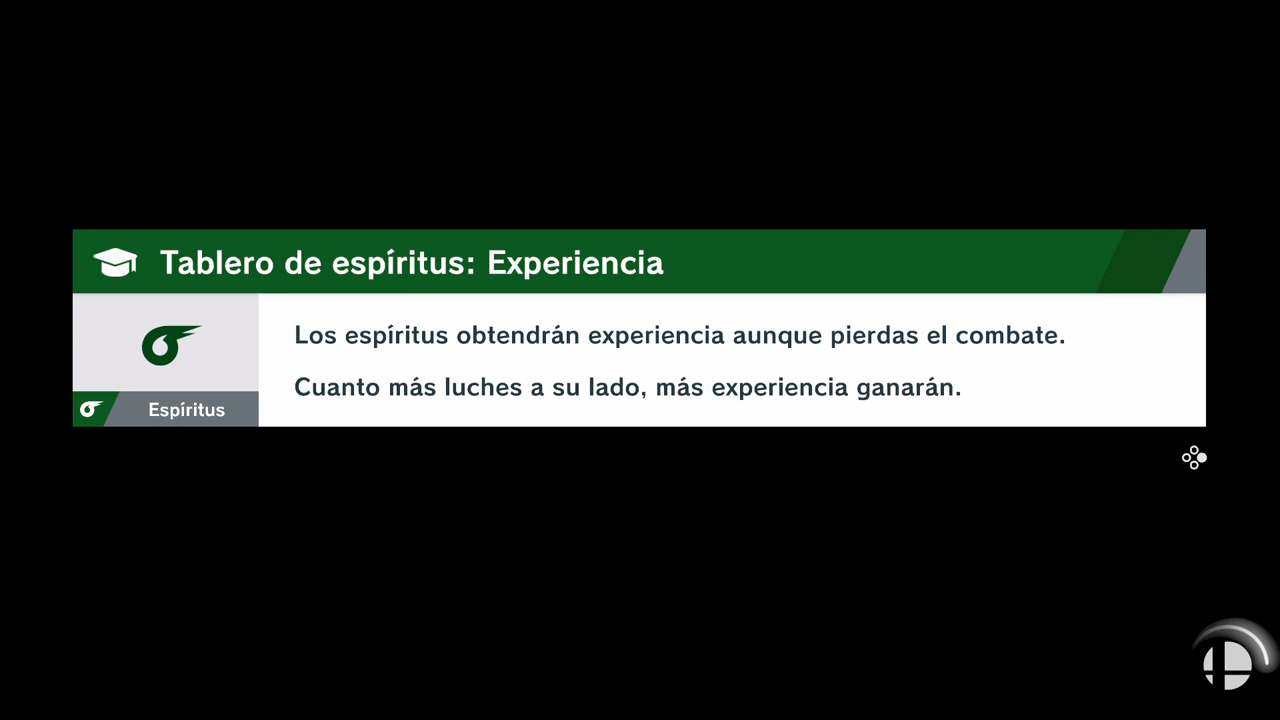 Tablero de espíritus: Experiencia
Los espíritus obtendrán experiencia aunque pierdas el combate.
Cuanto más luches a su lado, más experiencia ganarán.
Espíritus